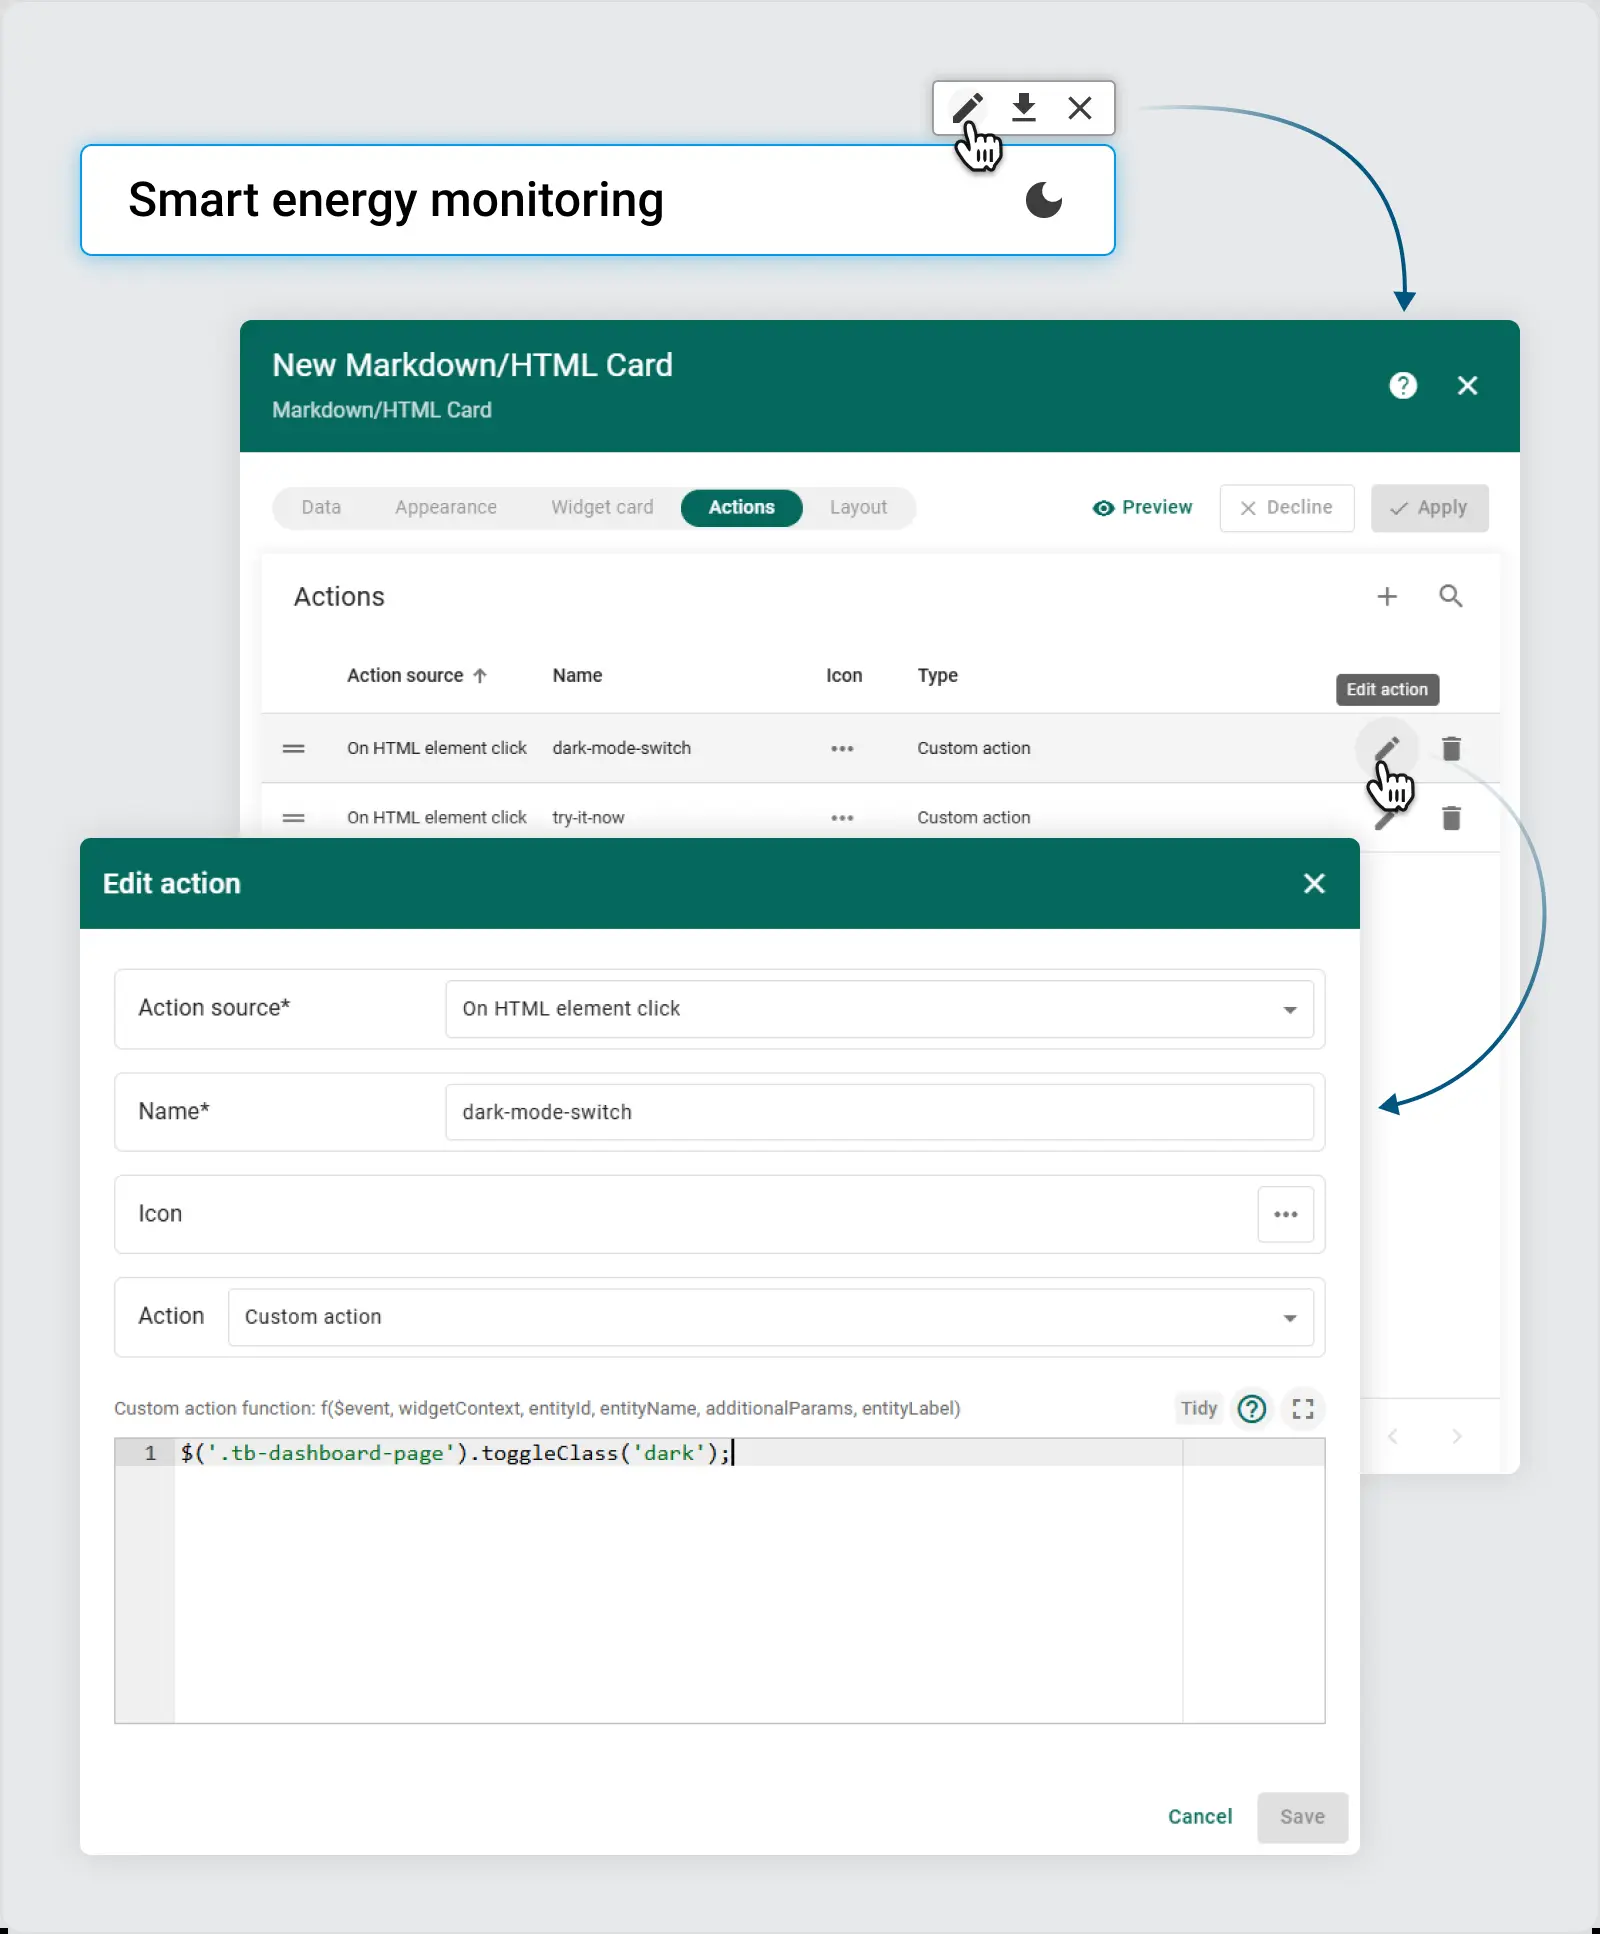 Smart energy monitoring
New Markdown/HTML Card
Markdown/HTML Card
Data Appearance Widget card Actions Layout Preview Decline Apply
Actions
Action source Name Icon Type
Edit action
On HTML element click dark-mode-switch Custom action
On HTML element click try-it-now Custom action
Edit action
Action source* On HTML element click
Name* dark-mode-switch
Icon
Action Custom action
Custom action function: f($event, widgetContext, entityId, entityName, additionalParams, entityLabel) Tidy
1 $('.tb-dashboard-page').toggleClass('dark');
Cancel Save